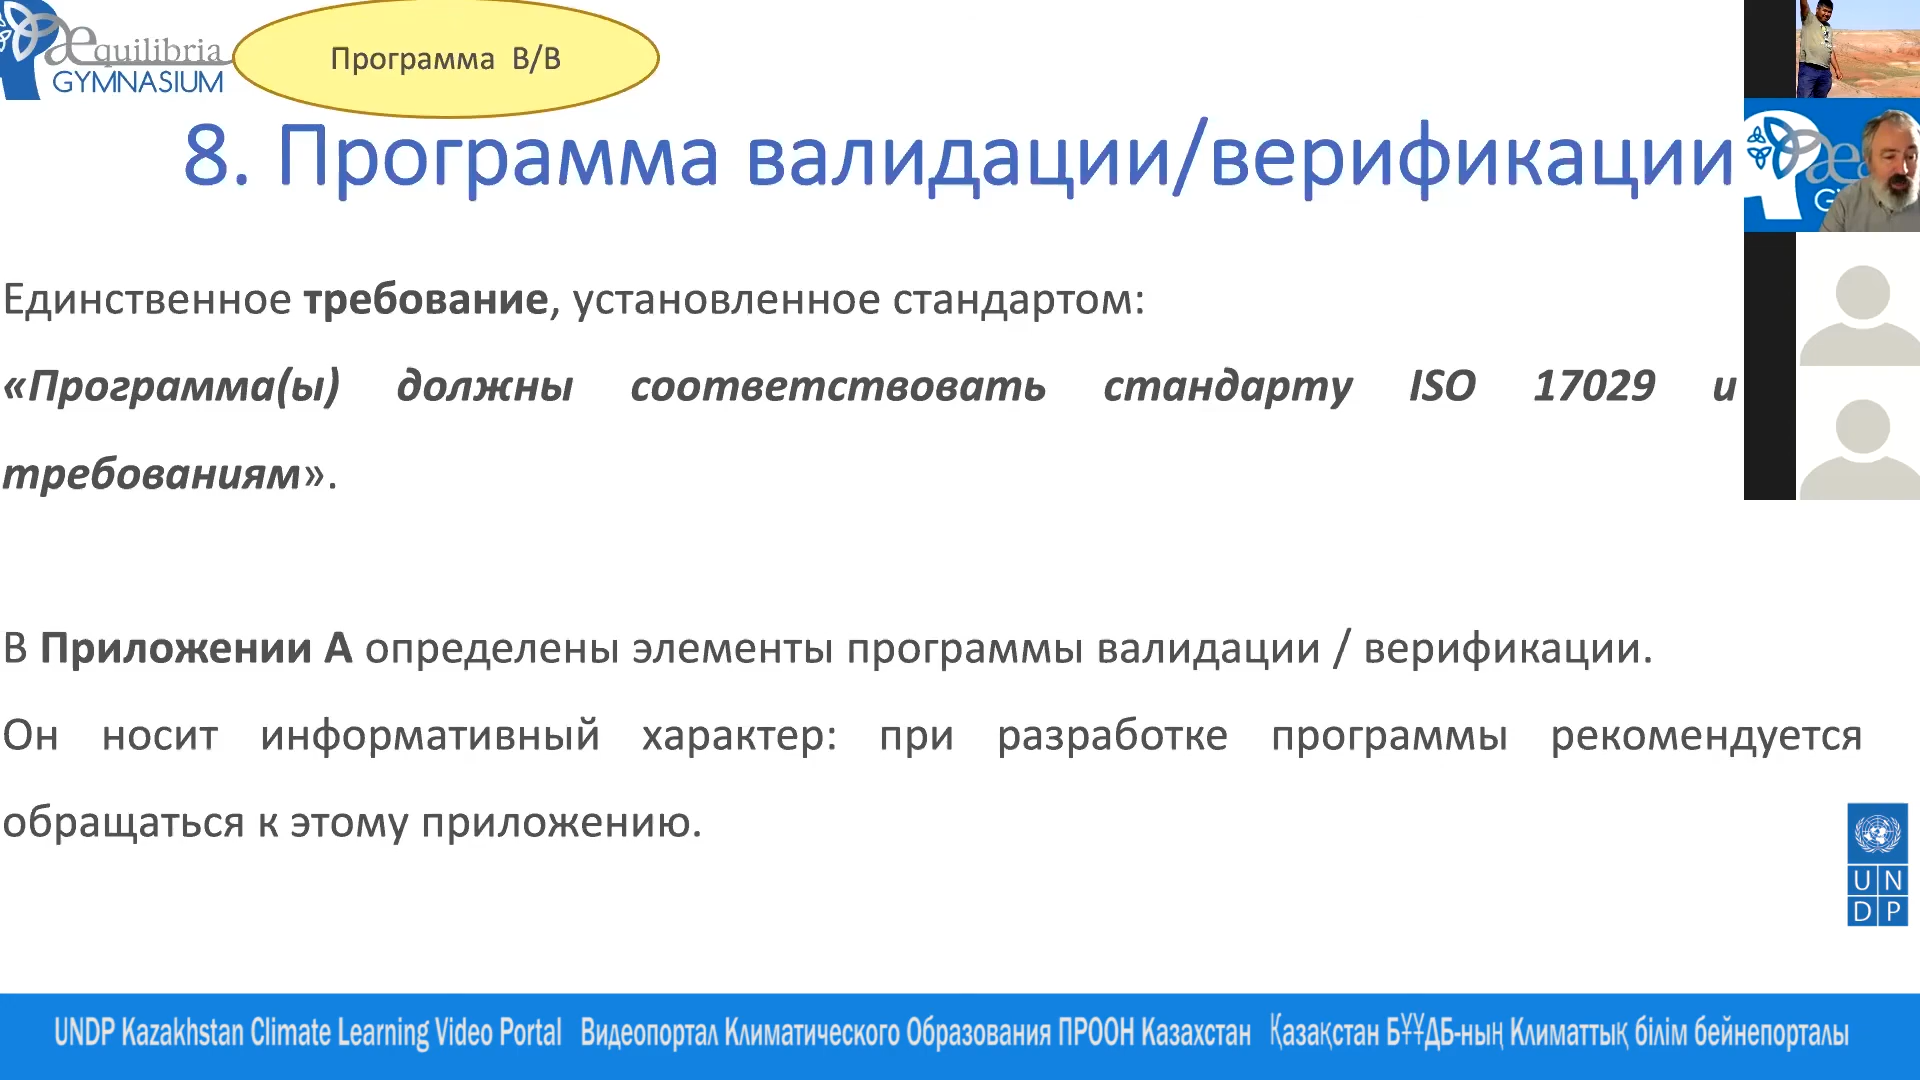 æquilibria
GYMNASIUM
Программа В/В
8. Программа валидации/верификации
Единственное требование, установленное стандартом:
«Программа(ы) должны соответствовать стандарту ISO 17029 и
требованиям».
В Приложении А определены элементы программы валидации / верификации.
Он носит информативный характер: при разработке программы рекомендуется
обращаться к этому приложению.
U N
D P
UNDP Kazakhstan Climate Learning Video Portal Видеопортал Климатического Образования ПРООН Казахстан Қазақстан БҰҰДБ-ның Климаттық білім бейнепорталы